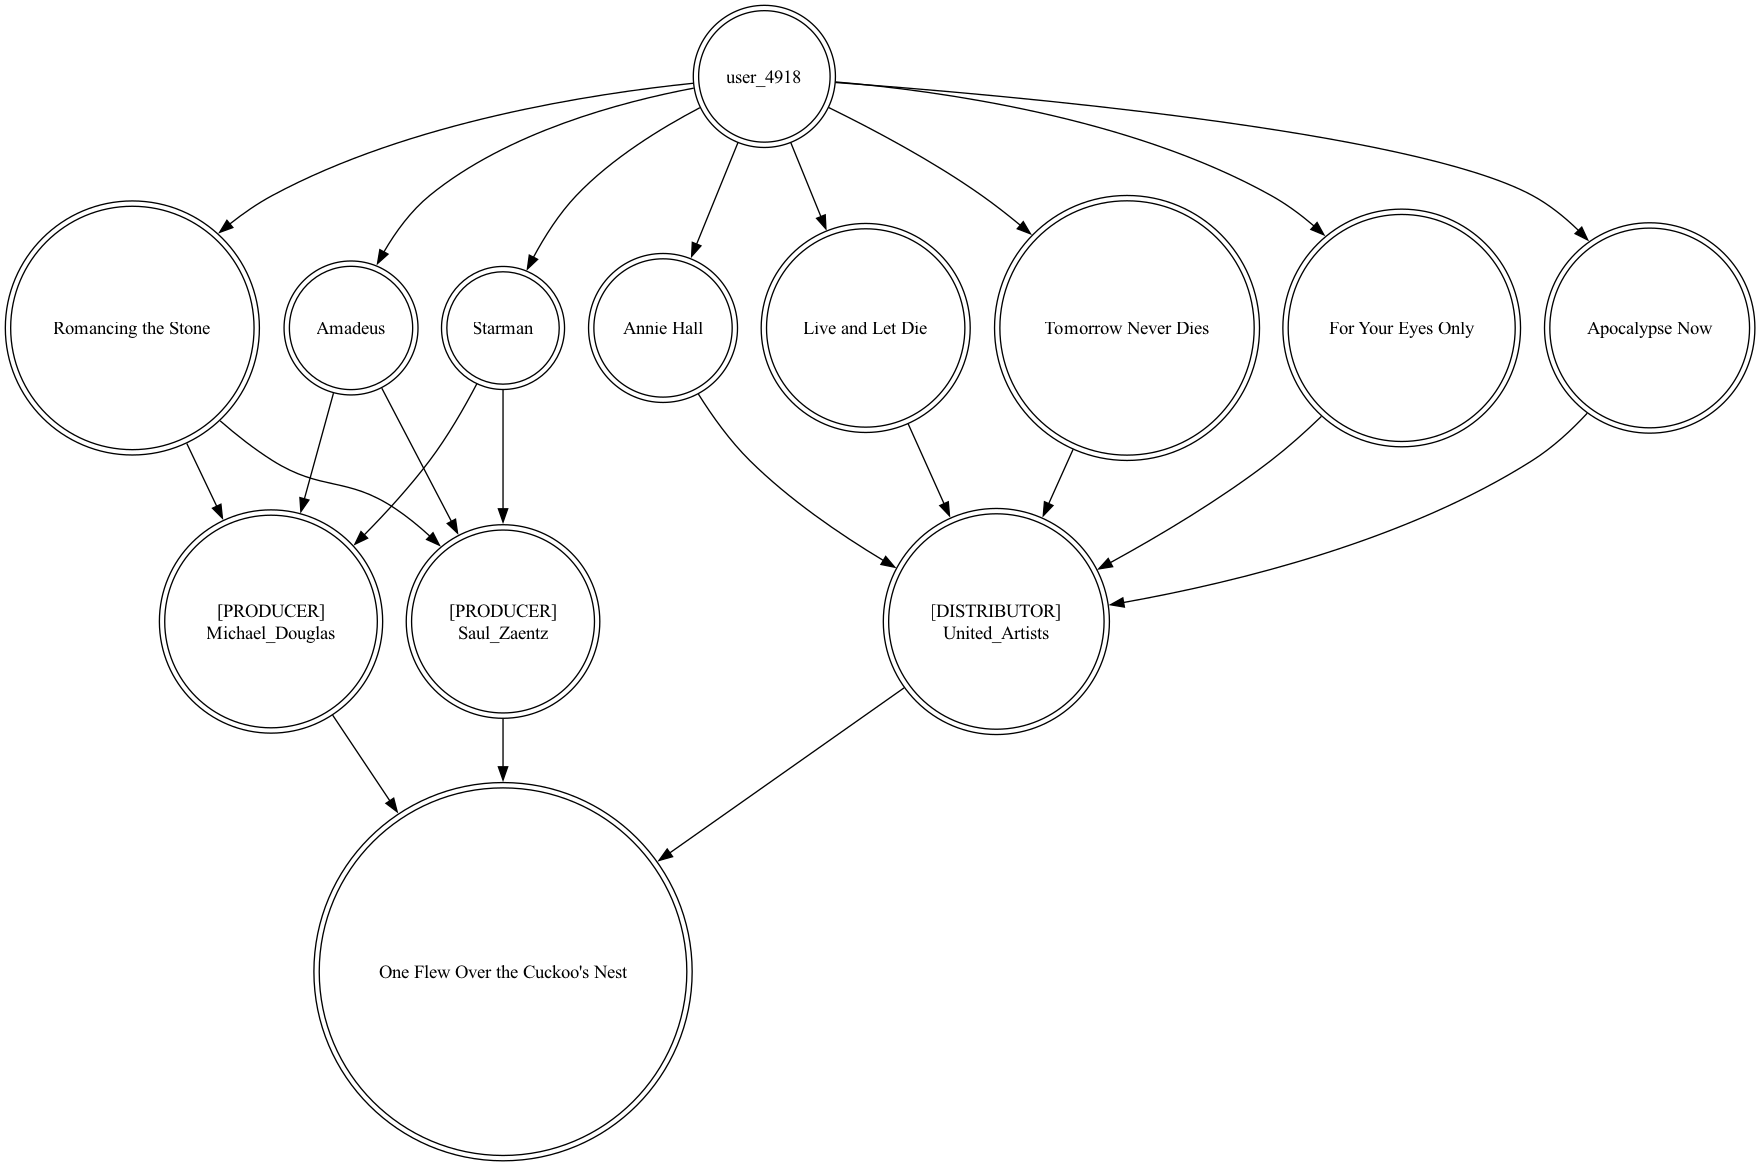 user_4918
Romancing the Stone
Amadeus
Starman
Annie Hall
Live and Let Die
Tomorrow Never Dies
For Your Eyes Only
Apocalypse Now
[PRODUCER]
Michael_Douglas
[PRODUCER]
Saul_Zaentz
[DISTRIBUTOR]
United_Artists
One Flew Over the Cuckoo's Nest